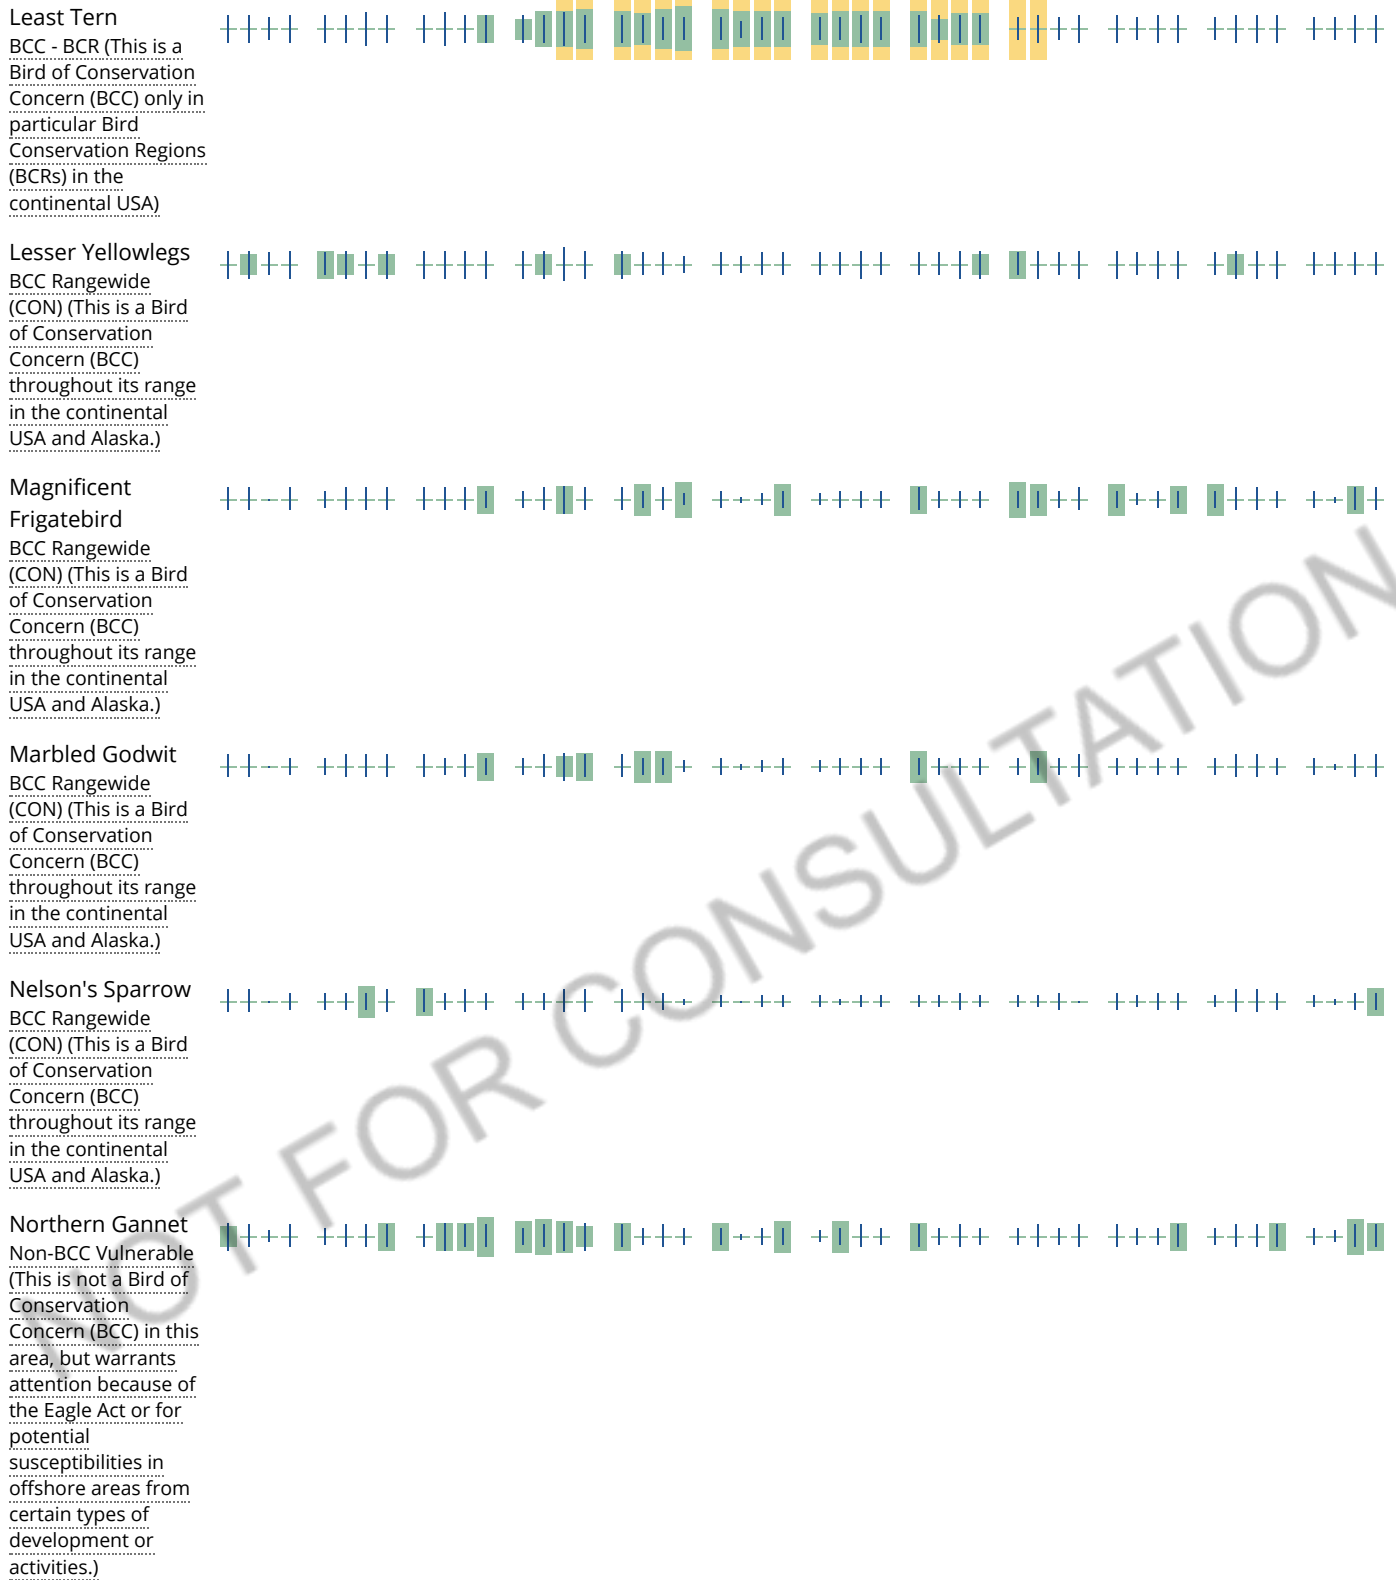 Least Tern
BCC - BCR (This is a
Bird of Conservation
Concern (BCC) only in
particular Bird
Conservation Regions
(BCRs) in the
continental USA)
Lesser Yellowlegs
BCC Rangewide
(CON) (This is a Bird
of Conservation
Concern (BCC)
throughout its range
in the continental
USA and Alaska.)
Magnificent
Frigatebird
BCC Rangewide
(CON) (This is a Bird
of Conservation
Concern (BCC)
throughout its range
in the continental
USA and Alaska.)
Marbled Godwit
BCC Rangewide
(CON) (This is a Bird
of Conservation
Concern (BCC)
throughout its range
in the continental
USA and Alaska.)
Nelson's Sparrow
BCC Rangewide
(CON) (This is a Bird
of Conservation
Concern (BCC)
throughout its range
in the continental
USA and Alaska.)
Northern Gannet
Non-BCC Vulnerable
(This is not a Bird of
Conservation
Concern (BCC) in this
area, but warrants
attention because of
the Eagle Act or for
potential
susceptibilities in
offshore areas from
certain types of
development or
activities.)
NOT FOR CONSULTATION